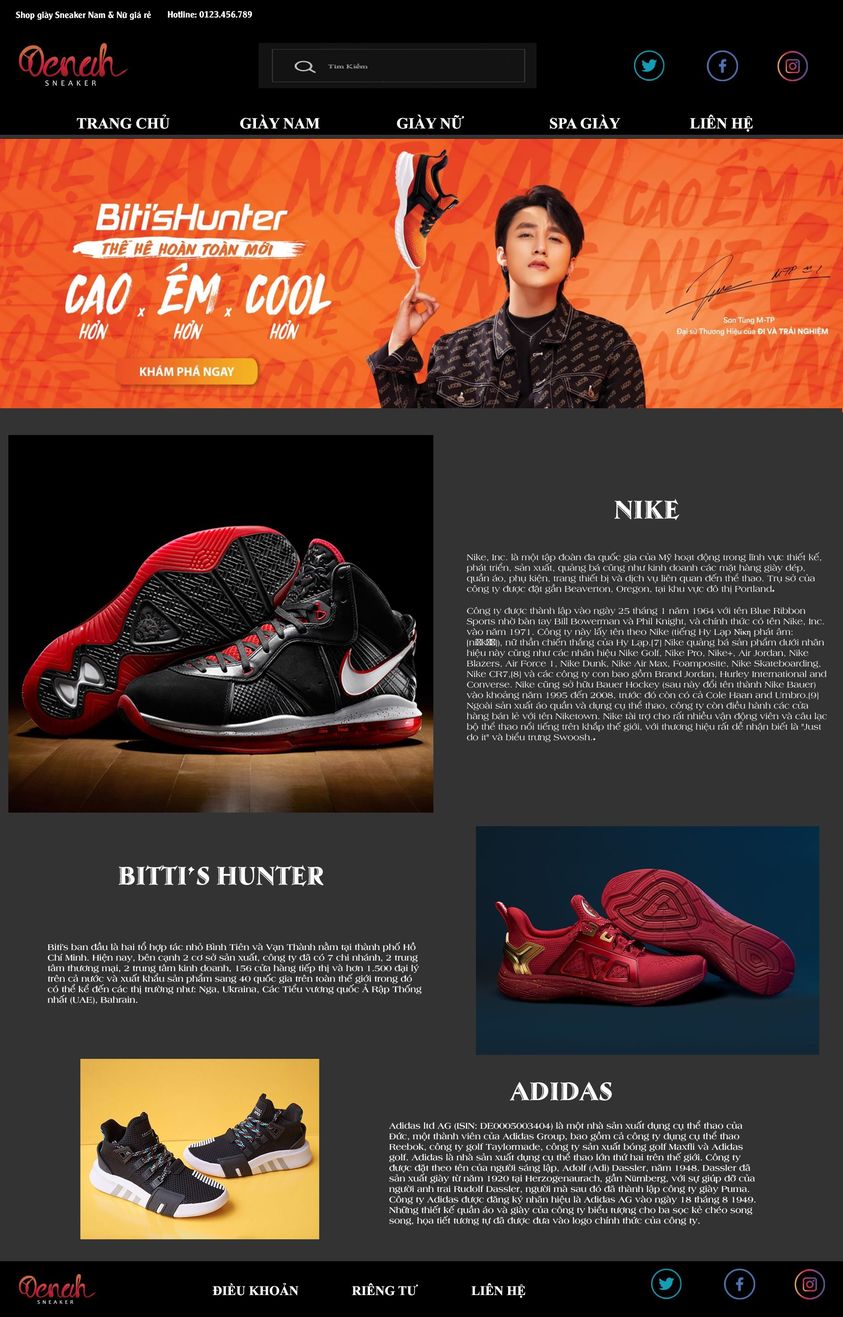 Shop giày Sneaker Nam & Nữ giá rẻ Hotline: 0123.456.789
Oenah
SNEAKER
Tìm Kiếm
TRANG CHỦ GIÀY NAM GIÀY NỮ SPA GIÀY LIÊN HỆ
Biti'sHunter
THẾ HỆ HOÀN TOÀN MỚI
CAO x ÊM x COOL
HƠN HƠN HƠN
KHÁM PHÁ NGAY
Sơn Tùng M-TP
Đại sứ Thương Hiệu của ĐI VÀ TRẢI NGHIỆM
NIKE
Nike, Inc. là một tập đoàn đa quốc gia của Mỹ hoạt động trong lĩnh vực thiết kế,
phát triển, sản xuất, quảng bá cũng như kinh doanh các mặt hàng giày dép,
quần áo, phụ kiện, trang thiết bị và dịch vụ liên quan đến thể thao. Trụ sở của
công ty được đặt gần Beaverton, Oregon, tại khu vực đô thị Portland.
Công ty được thành lập vào ngày 25 tháng 1 năm 1964 với tên Blue Ribbon
Sports nhờ bàn tay Bill Bowerman và Phil Knight, và chính thức có tên Nike, Inc.
vào năm 1971. Công ty này lấy tên theo Nike (tiếng Hy Lạp Νίκη phát âm:
nữ thần chiến thắng của Hy Lạp.[7] Nike quảng bá sản phẩm dưới nhãn
hiệu này cũng như các nhãn hiệu Nike Golf, Nike Pro, Nike+, Air Jordan, Nike
Blazers, Air Force 1, Nike Dunk, Nike Air Max, Foamposite, Nike Skateboarding,
Nike CR7,[8] và các công ty con bao gồm Brand Jordan, Hurley International and
Converse. Nike cũng sở hữu Bauer Hockey (sau này đổi tên thành Nike Bauer)
vào khoảng năm 1995 đến 2008, trước đó còn có cả Cole Haan and Umbro.[9]
Ngoài sản xuất áo quần và dụng cụ thể thao, công ty còn điều hành các cửa
hàng bán lẻ với tên Niketown. Nike tài trợ cho rất nhiều vận động viên và câu lạc
bộ thể thao nổi tiếng trên khắp thế giới, với thương hiệu rất dễ nhận biết là "Just
do it" và biểu trưng Swoosh..
BITTI'S HUNTER
Biti's ban đầu là hai tổ hợp tác nhỏ Bình Tiên và Vạn Thành nằm tại thành phố Hồ
Chí Minh. Hiện nay, bên cạnh 2 cơ sở sản xuất, công ty đã có 7 chi nhánh, 2 trung
tâm thương mại, 2 trung tâm kinh doanh, 156 cửa hàng tiếp thị và hơn 1.500 đại lý
trên cả nước và xuất khẩu sản phẩm sang 40 quốc gia trên toàn thế giới trong đó
có thể kể đến các thị trường như: Nga, Ukraina, Các Tiểu vương quốc Ả Rập Thống
nhất (UAE), Bahrain.
ADIDAS
Adidas ltd AG (ISIN: DE0005003404) là một nhà sản xuất dụng cụ thể thao của
Đức, một thành viên của Adidas Group, bao gồm cả công ty dụng cụ thể thao
Reebok, công ty golf Taylormade, công ty sản xuất bóng golf Maxfli và Adidas
golf. Adidas là nhà sản xuất dụng cụ thể thao lớn thứ hai trên thế giới. Công ty
được đặt theo tên của người sáng lập, Adolf (Adi) Dassler, năm 1948. Dassler đã
sản xuất giày từ năm 1920 tại Herzogenaurach, gần Nürnberg, với sự giúp đỡ của
người anh trai Rudolf Dassler, người mà sau đó đã thành lập công ty giày Puma.
Công ty Adidas được đăng ký nhãn hiệu là Adidas AG vào ngày 18 tháng 8 1949.
Những thiết kế quần áo và giày của công ty biểu tượng cho ba sọc kẻ chéo song
song, họa tiết tương tự đã được đưa vào logo chính thức của công ty.
Oenah
SNEAKER
ĐIỀU KHOẢN RIÊNG TƯ LIÊN HỆ